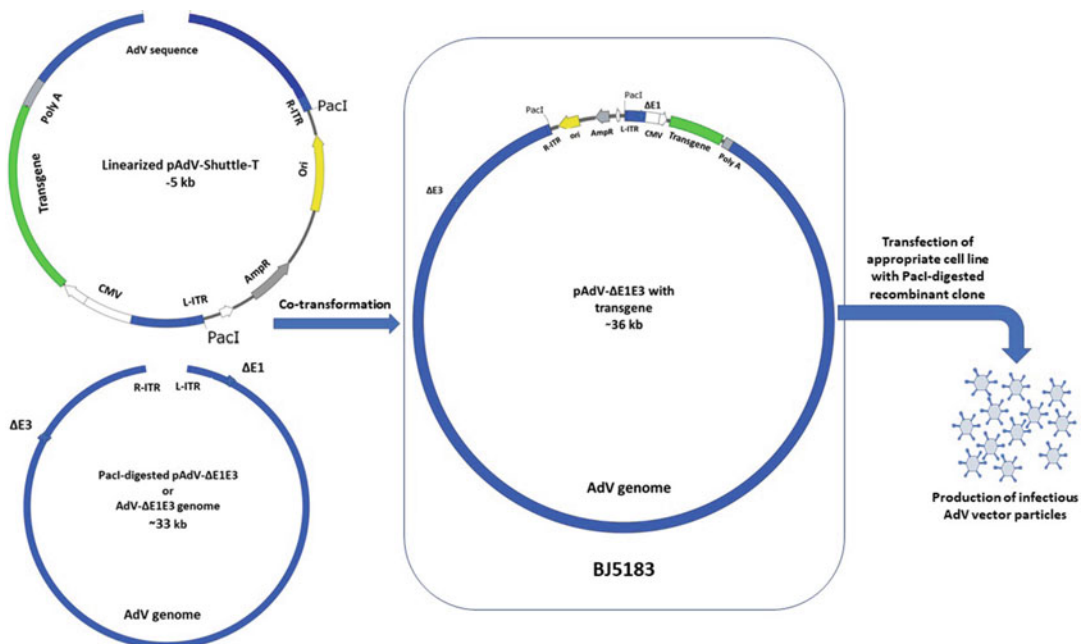 AdV sequence
Poly A
R-ITR
PacI
Transgene
Linearized pAdV-Shuttle-T
-5 kb
Ori
CMV
L-ITR
AmpR
PacI
Co-transformation
R-ITR
L-ITR
ΔE1
ΔE3
PacI-digested pAdV-ΔE1E3
or
AdV-ΔE1E3 genome
~33 kb
AdV genome
PacI
PacI
ΔE1
R-ITR
ori
AmpR
L-ITR
CMV
Transgene
Poly A
ΔE3
pAdV-ΔE1E3 with
transgene
~36 kb
AdV genome
BJ5183
Transfection of
appropriate cell line
with PacI-digested
recombinant clone
Production of infectious
AdV vector particles